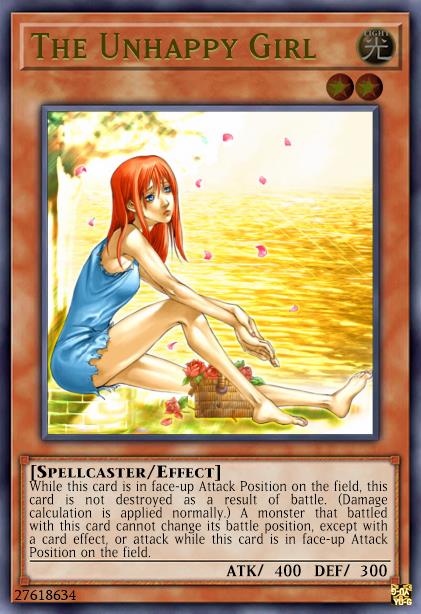 The Unhappy Girl
LIGHT
光
[Spellcaster/Effect]
While this card is in face-up Attack Position on the field, this
card is not destroyed as a result of battle. (Damage
calculation is applied normally.) A monster that battled
with this card cannot change its battle position, except with
a card effect, or attack while this card is in face-up Attack
Position on the field.
ATK/ 400 DEF/ 300
27618634